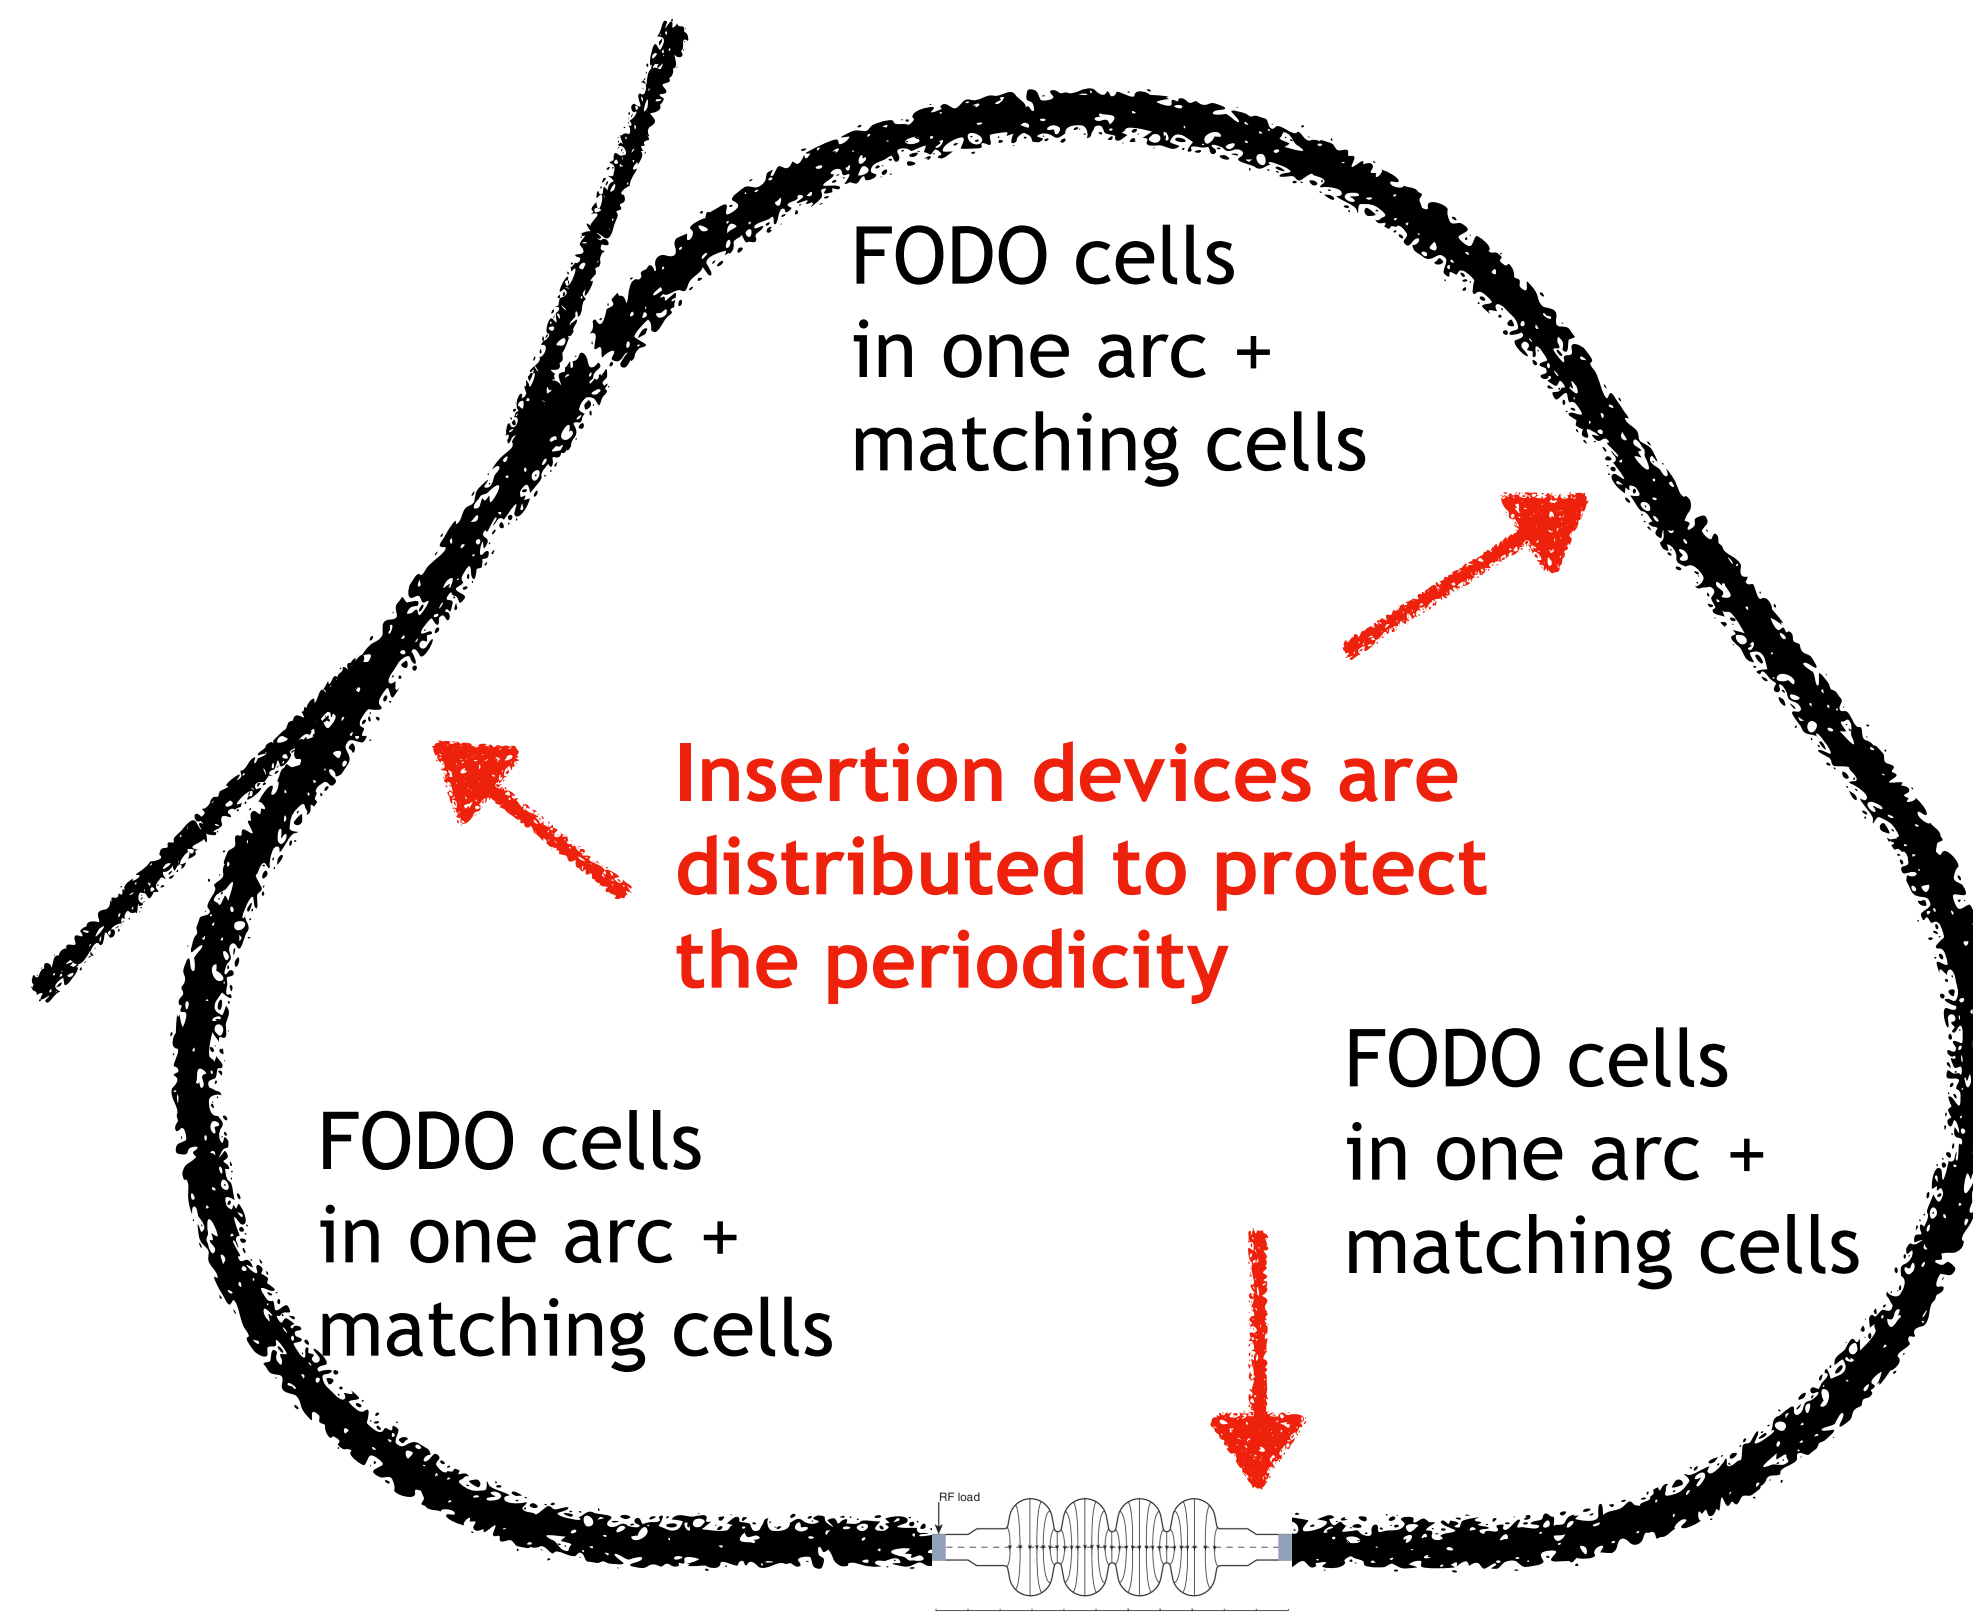 FODO cells
in one arc +
matching cells
Insertion devices are
distributed to protect
the periodicity
FODO cells
in one arc +
matching cells
FODO cells
in one arc +
matching cells
RF load